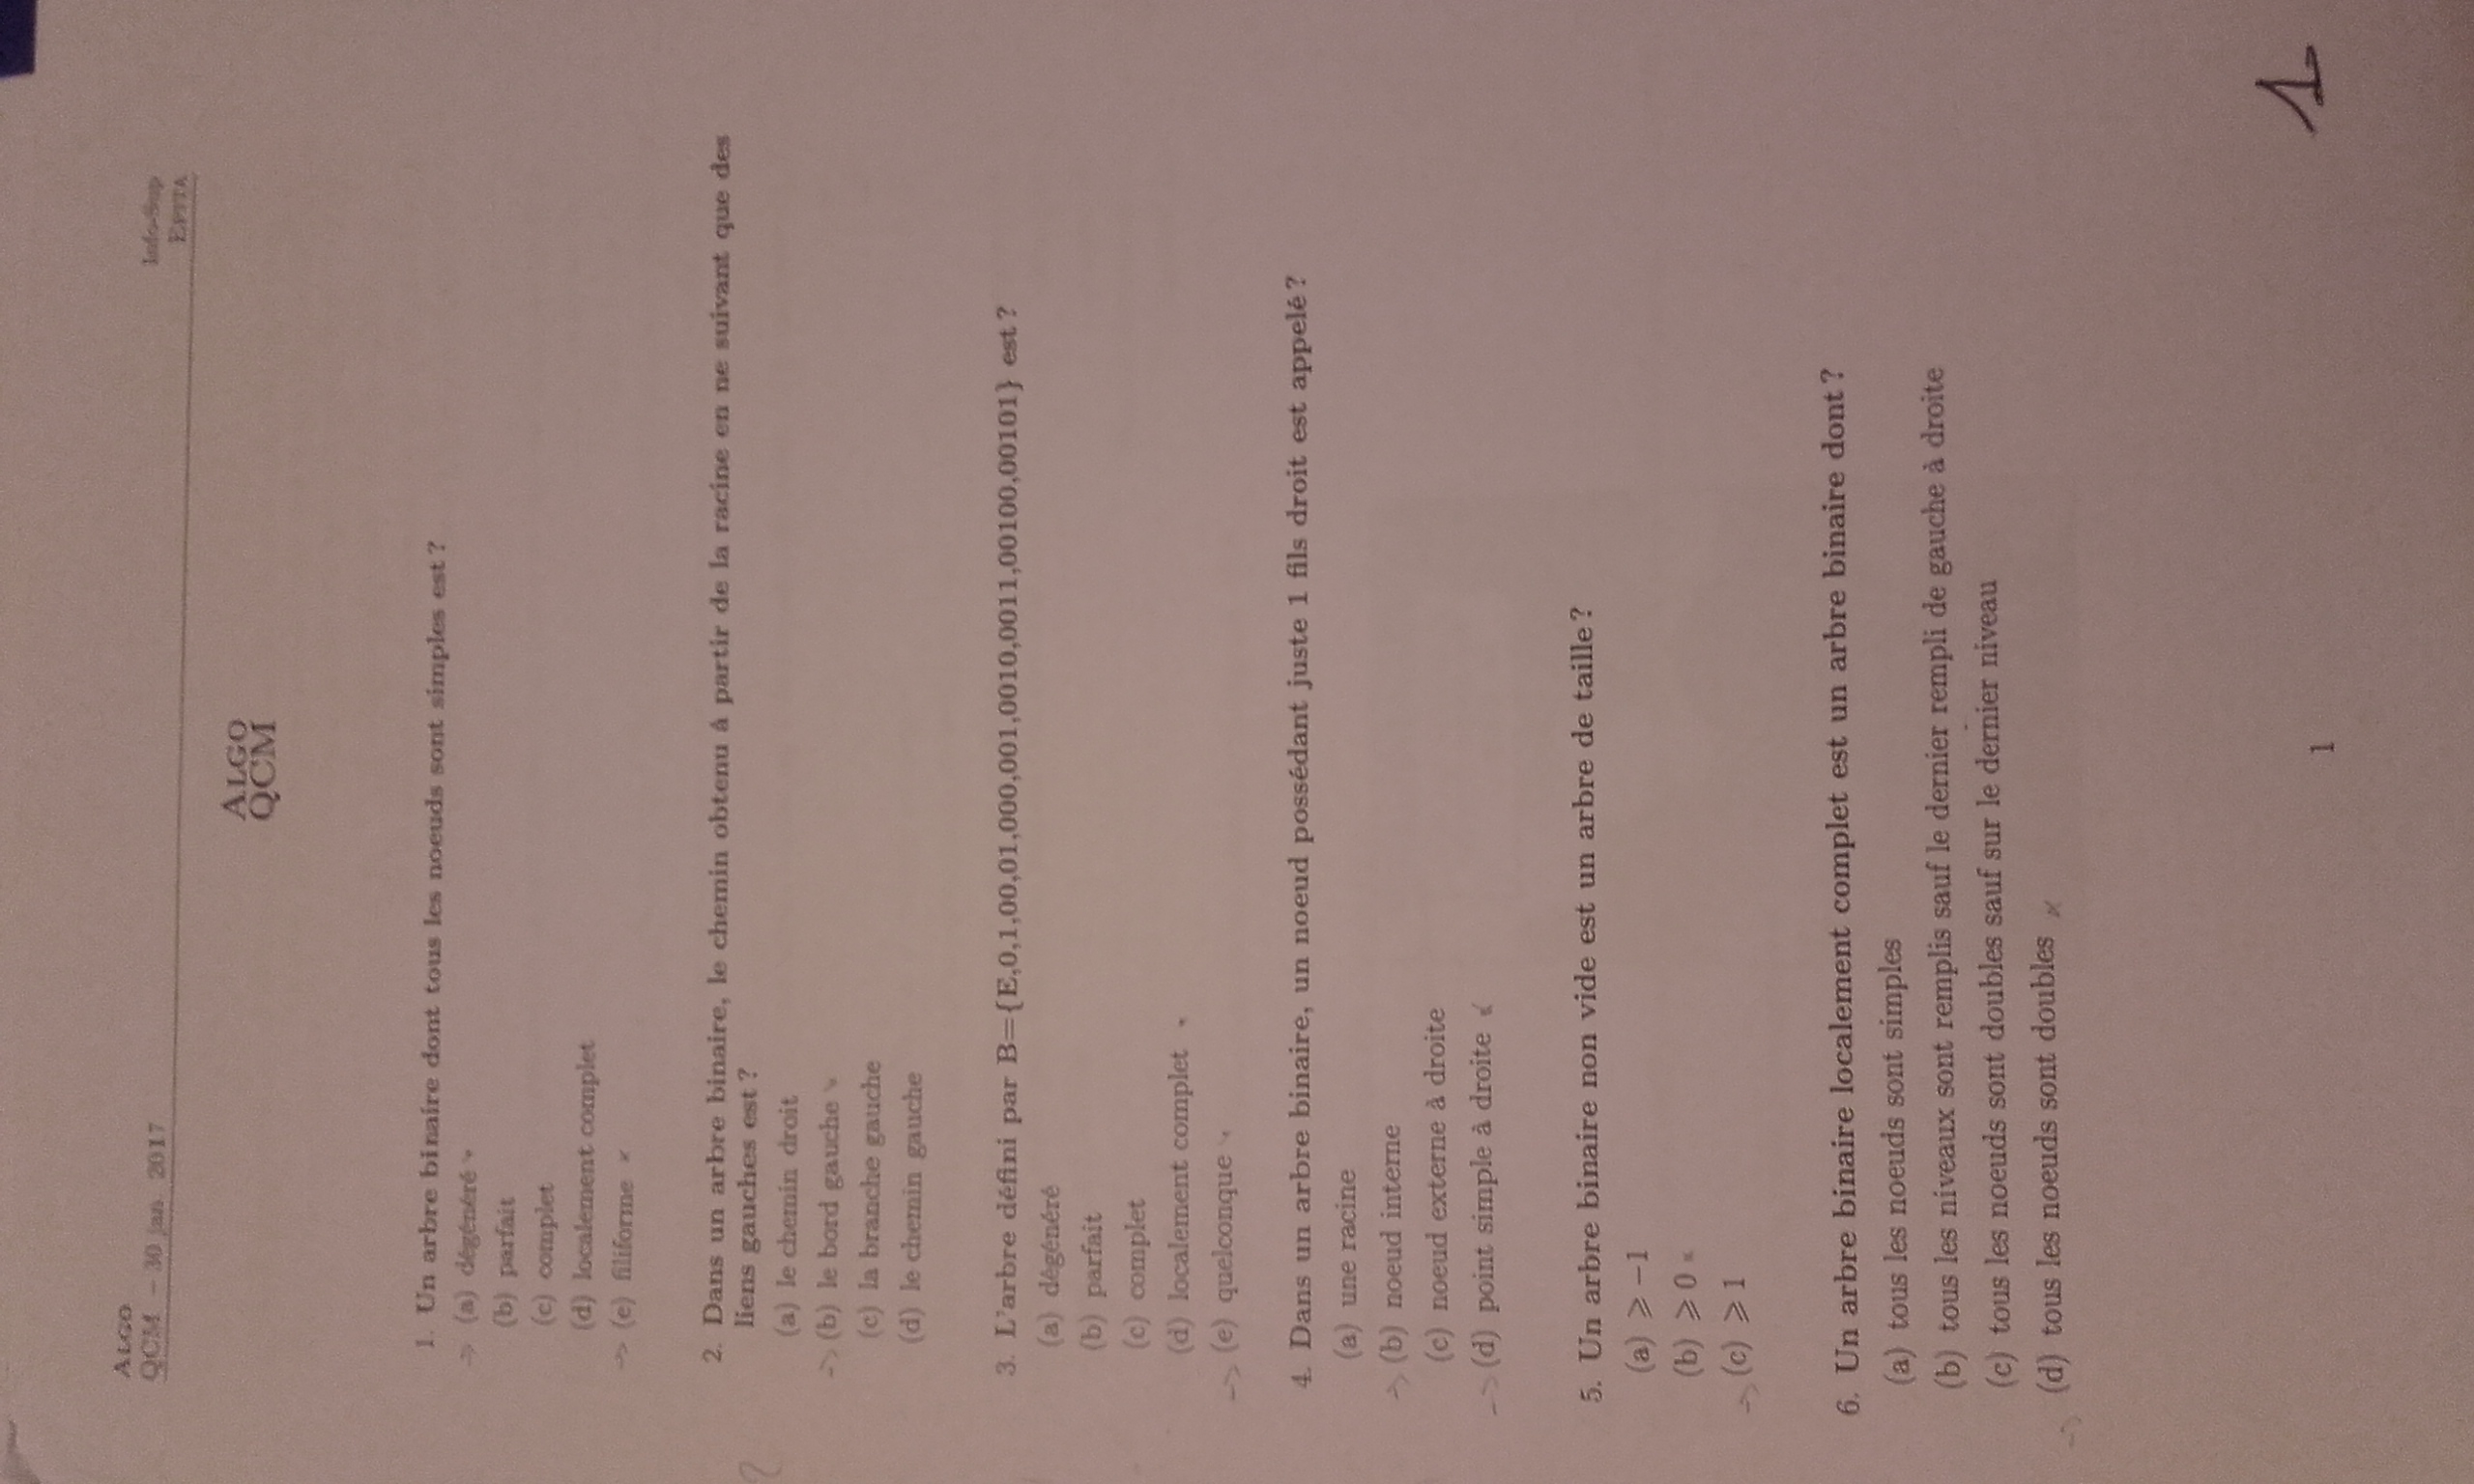 ALGO
QCM – 30 jan. 2017
Info-Sup
EPITA
ALGO
QCM
1. Un arbre binaire dont tous les noeuds sont simples est ?
(a) dégénéré
(b) parfait
(c) complet
(d) localement complet
(e) filiforme
2. Dans un arbre binaire, le chemin obtenu à partir de la racine en ne suivant que des
liens gauches est ?
(a) le chemin droit
(b) le bord gauche
(c) la branche gauche
(d) le chemin gauche
3. L'arbre défini par B={E,0,1,00,01,000,001,0010,0011,00100,00101} est ?
(a) dégénéré
(b) parfait
(c) complet
(d) localement complet
(e) quelconque
4. Dans un arbre binaire, un noeud possédant juste 1 fils droit est appelé ?
(a) une racine
(b) noeud interne
(c) noeud externe à droite
(d) point simple à droite
5. Un arbre binaire non vide est un arbre de taille ?
(a) ⩾ −1
(b) ⩾ 0
(c) ⩾ 1
6. Un arbre binaire localement complet est un arbre binaire dont ?
(a) tous les noeuds sont simples
(b) tous les niveaux sont remplis sauf le dernier rempli de gauche à droite
(c) tous les noeuds sont doubles sauf sur le dernier niveau
(d) tous les noeuds sont doubles
1
1